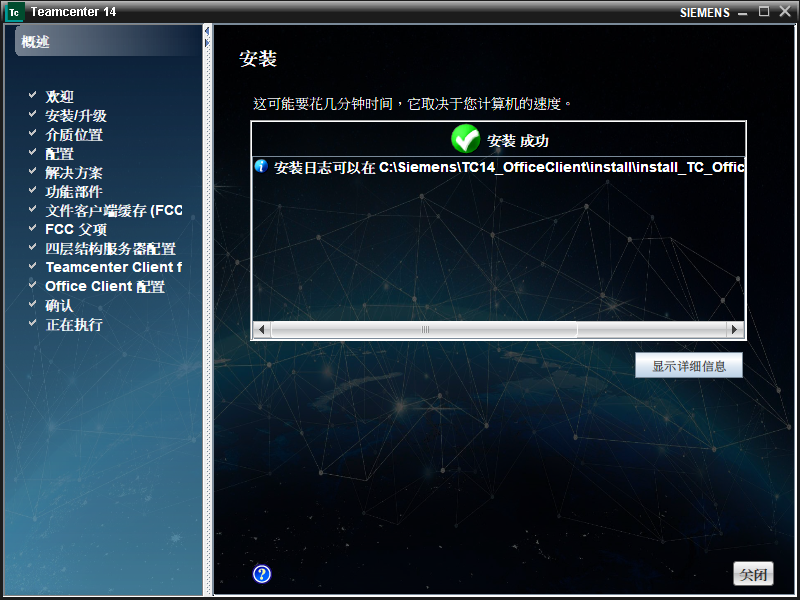 Teamcenter 14
SIEMENS
概述
欢迎
安装/升级
介质位置
配置
解决方案
功能部件
文件客户端缓存 (FCC
FCC 父项
四层结构服务器配置
Teamcenter Client f
Office Client 配置
确认
正在执行
安装
这可能要花几分钟时间，它取决于您计算机的速度。
安装 成功
安装日志可以在 C:\Siemens\TC14_OfficeClient\install\install_TC_Offic
显示详细信息
关闭